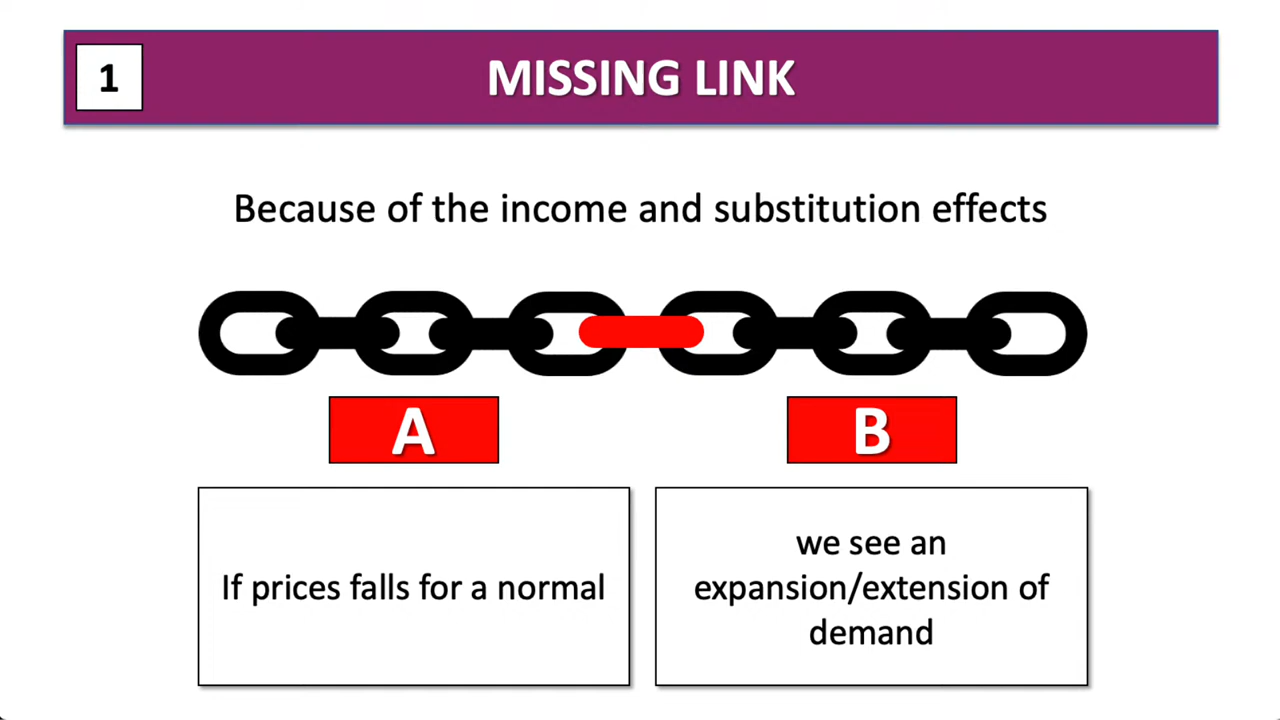 1
MISSING LINK
Because of the income and substitution effects
A
B
If prices falls for a normal
we see an
expansion/extension of
demand